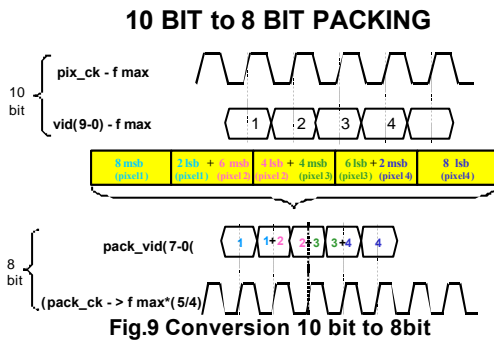 10 BIT to 8 BIT PACKING
pix_ck - f max
10
bit
vid(9-0) - f max
1 2 3 4
8 msb 2 lsb + 6 msb 4 lsb + 4 msb 6 lsb + 2 msb 8 lsb
(pixel1) (pixel1) (pixel 2) (pixel 2) (pixel 3) (pixel3) (pixel 4) (pixel4)
pack_vid(7-0(
1 1+2 2+3 3+4 4
8
bit
(pack_ck -> f max*(5/4)
Fig.9 Conversion 10 bit to 8bit